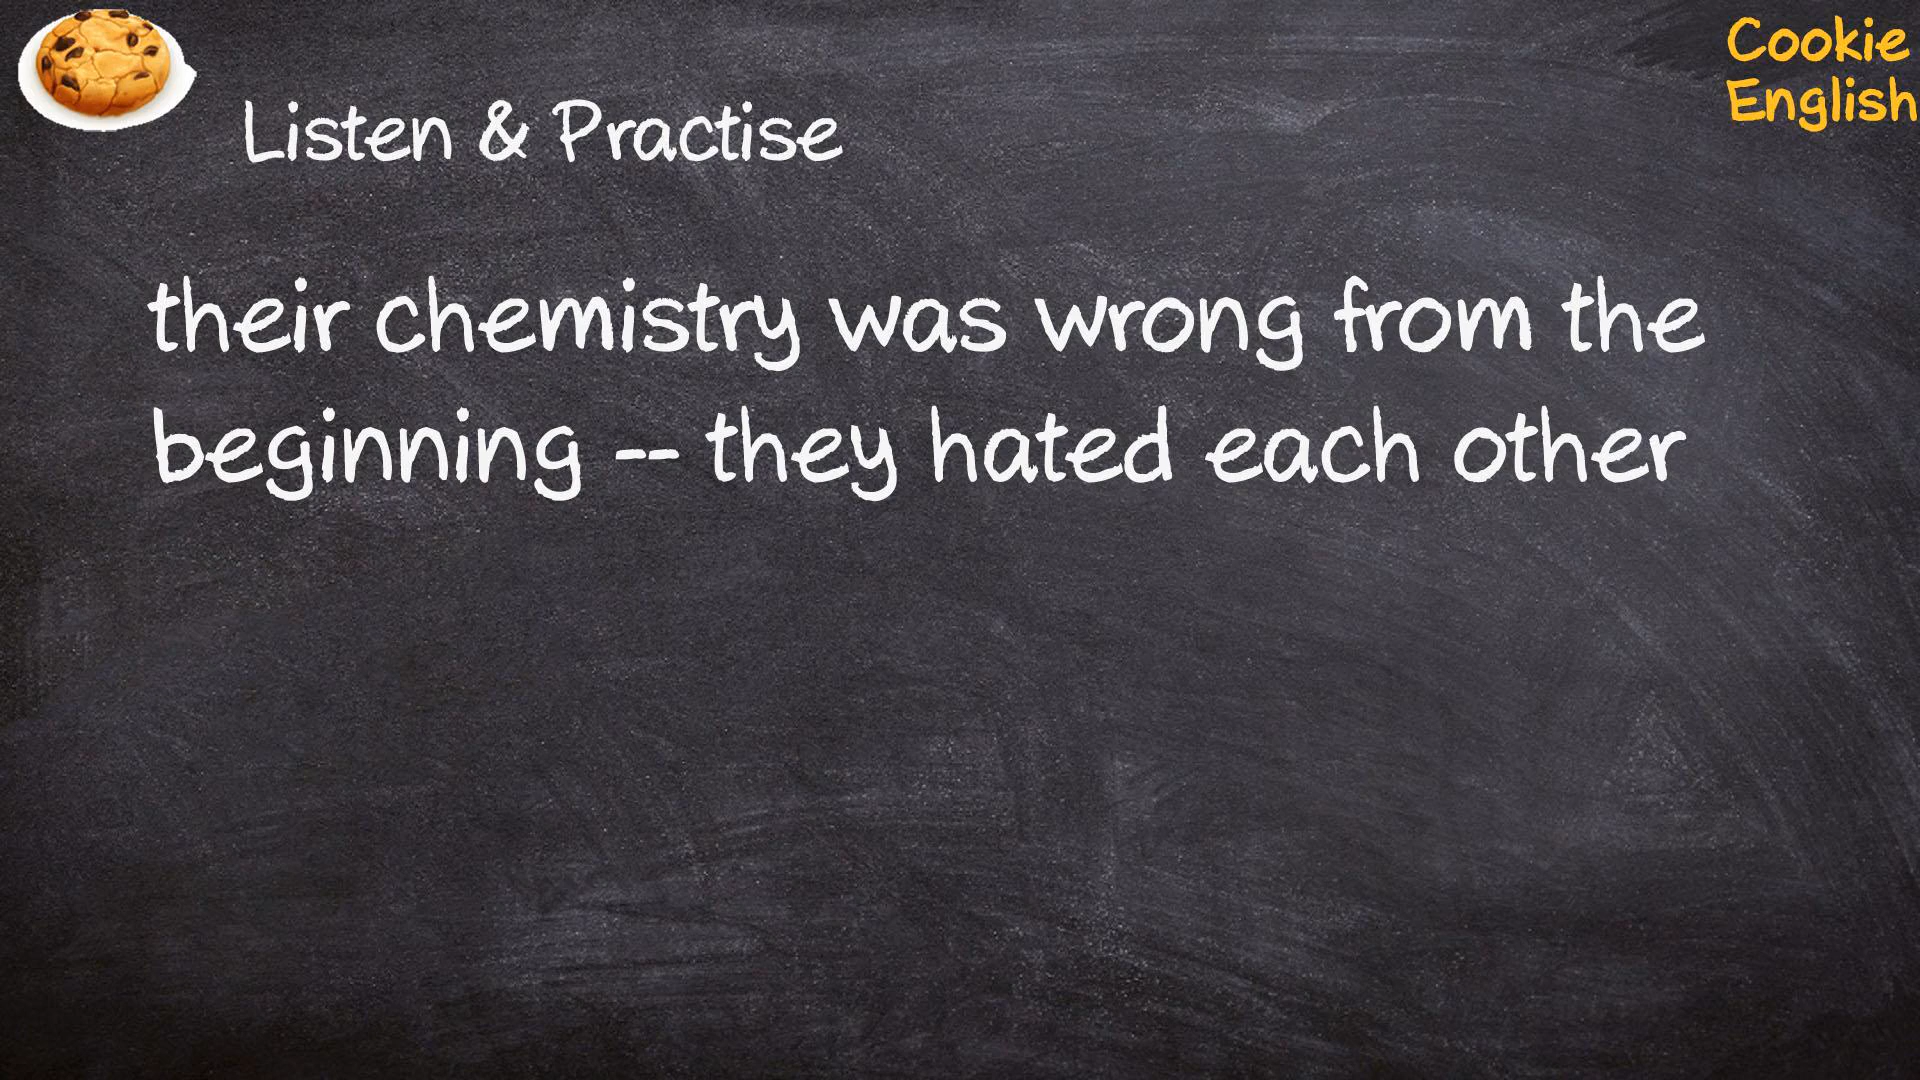 Cookie
English
Listen & Practise
their chemistry was wrong from the
beginning -- they hated each other